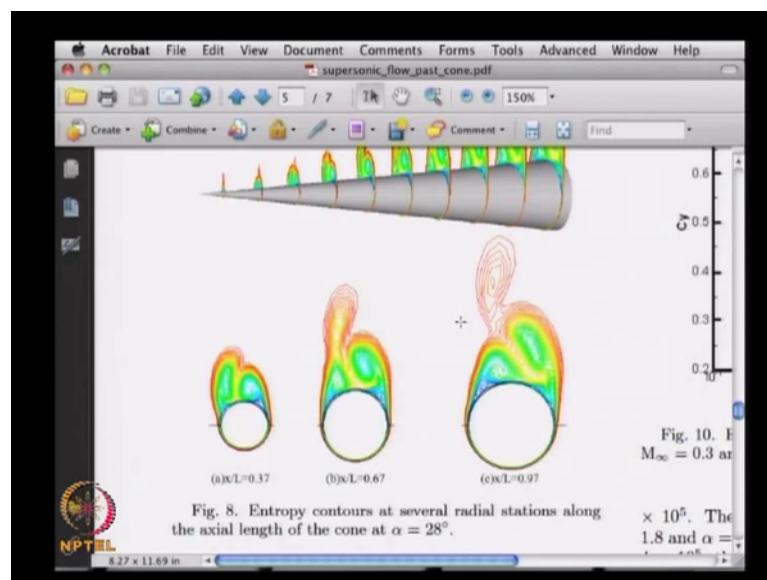 Acrobat File Edit View Document Comments Forms Tools Advanced Window Help
supersonic_flow_past_cone.pdf
5 / 7 150% Find
Create Combine Comment
0.6
Cy 0.5
0.4
0.3
0.2
10
(a)x/L=0.37 (b)x/L=0.67 (c)x/L=0.97
Fig. 8. Entropy contours at several radial stations along
the axial length of the cone at α = 28°.
Fig. 10. E
M∞ = 0.3 ar
× 10⁵. The
1.8 and α =
NPTEL
8.27 x 11.69 in